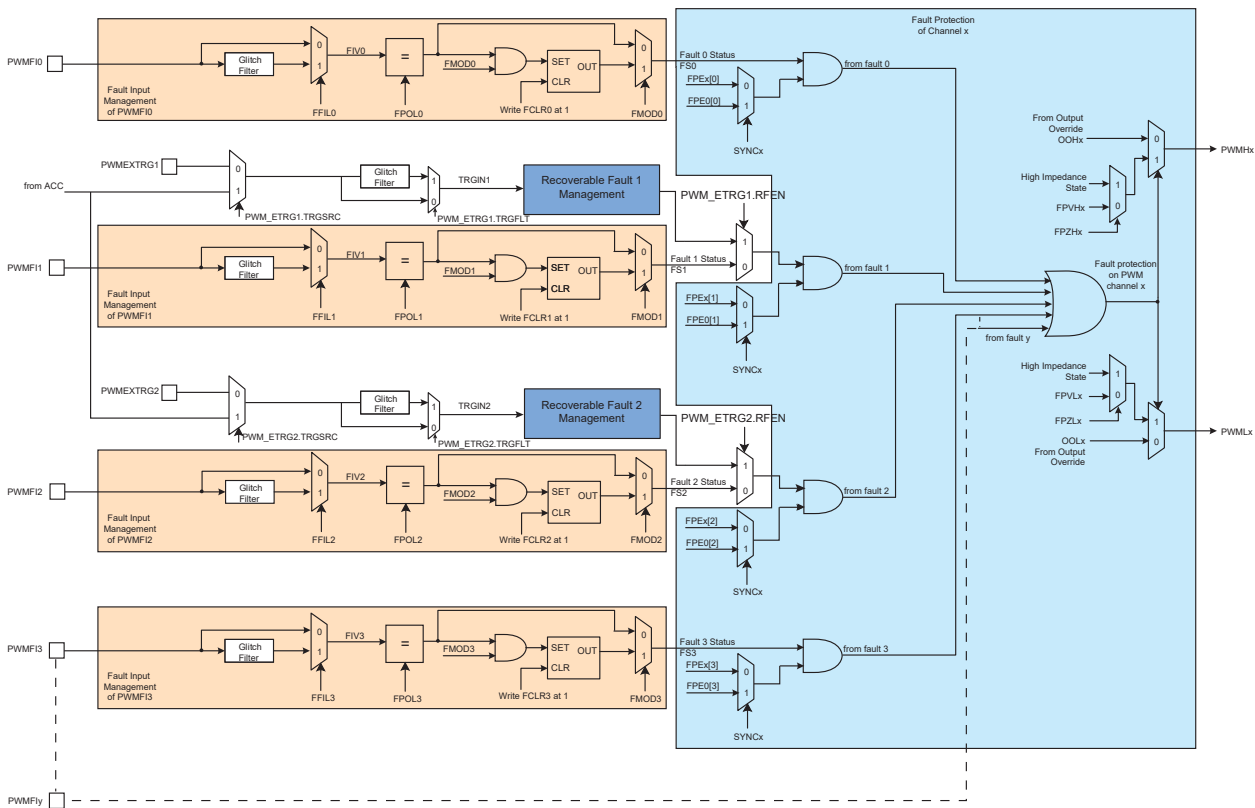 Fault Protection
of Channel x
PWMFI0
Glitch
Filter
0
1
FIV0
=
FMOD0
SET
OUT
CLR
0
1
Fault Input
Management
of PWMFI0
FFIL0
FPOL0
Write FCLR0 at 1
FMOD0
Fault 0 Status
FS0
FPEx[0]
FPE0[0]
0
1
SYNCx
from fault 0
From Output
Override
OOHx
0
1
PWMHx
High Impedance
State
FPVHx
FPZHx
1
0
PWMEXTRG1
from ACC
0
1
PWM_ETRG1.TRGSRC
Glitch
Filter
1
0
TRGIN1
PWM_ETRG1.TRGFLT
Recoverable Fault 1
Management
PWM_ETRG1.RFEN
1
0
PWMFI1
Glitch
Filter
0
1
FIV1
=
FMOD1
SET
OUT
CLR
0
1
Fault Input
Management
of PWMFI1
FFIL1
FPOL1
Write FCLR1 at 1
FMOD1
Fault 1 Status
FS1
FPEx[1]
FPE0[1]
0
1
SYNCx
from fault 1
Fault protection
on PWM
channel x
from fault y
PWMEXTRG2
0
1
PWM_ETRG2.TRGSRC
Glitch
Filter
1
0
TRGIN2
PWM_ETRG2.TRGFLT
Recoverable Fault 2
Management
PWM_ETRG2.RFEN
1
0
High Impedance
State
FPVLx
FPZLx
1
0
OOLx
From Output
Override
1
0
PWMLx
PWMFI2
Glitch
Filter
0
1
FIV2
=
FMOD2
SET
OUT
CLR
0
1
Fault Input
Management
of PWMFI2
FFIL2
FPOL2
Write FCLR2 at 1
FMOD2
Fault 2 Status
FS2
FPEx[2]
FPE0[2]
0
1
SYNCx
from fault 2
PWMFI3
Glitch
Filter
0
1
FIV3
=
FMOD3
SET
OUT
CLR
0
1
Fault Input
Management
of PWMFI3
FFIL3
FPOL3
Write FCLR3 at 1
FMOD3
Fault 3 Status
FS3
FPEx[3]
FPE0[3]
0
1
SYNCx
from fault 3
PWMFIy